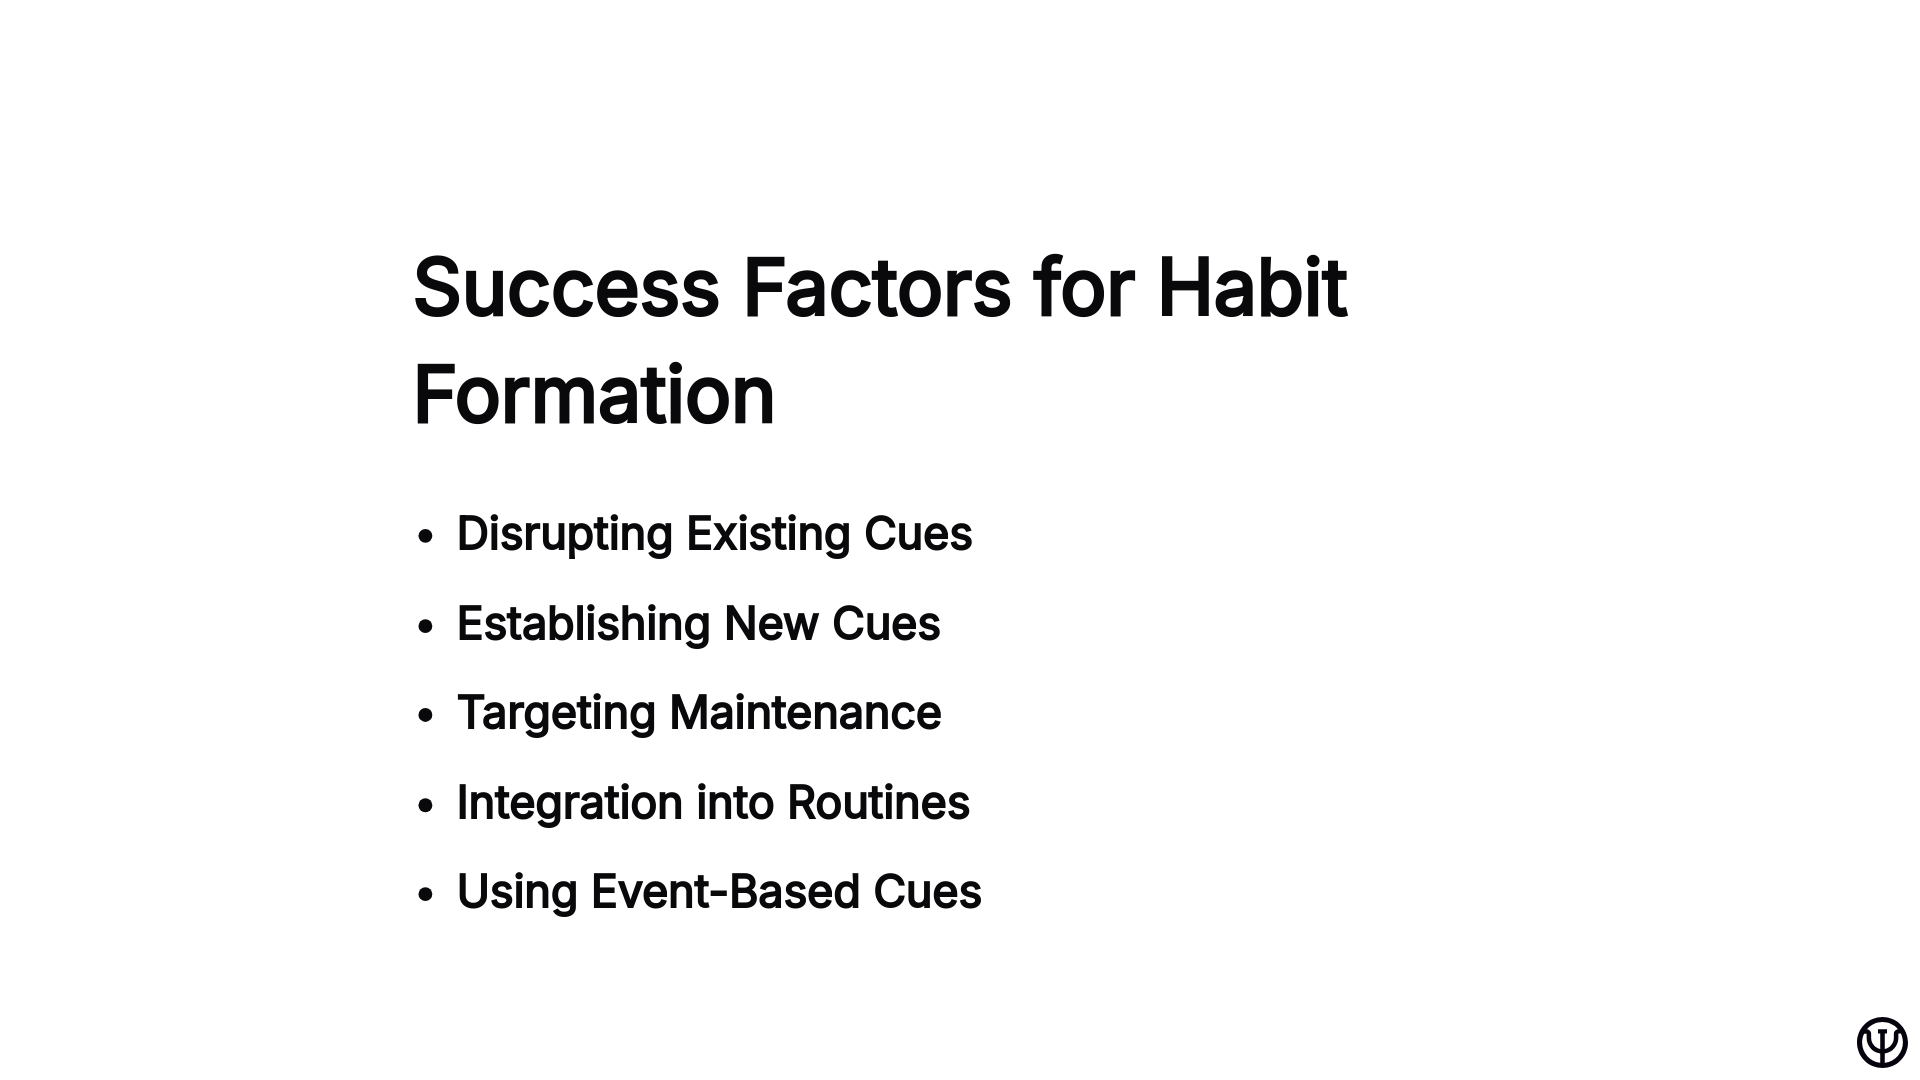 Success Factors for Habit
Formation
• Disrupting Existing Cues
• Establishing New Cues
• Targeting Maintenance
• Integration into Routines
• Using Event-Based Cues